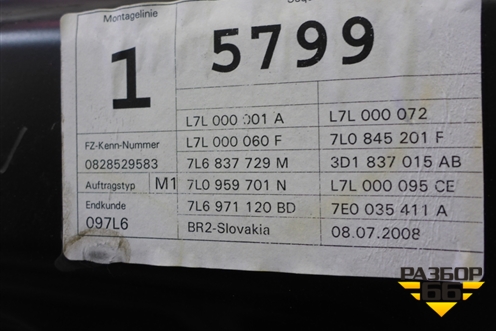 Montagelinie
1
5799
FZ-Kenn-Nummer
0828529583
Auftragstyp M1
Endkunde
097L6
L7L 000 001 A L7L 000 072
L7L 000 060 F 7L0 845 201 F
7L6 837 729 M 3D1 837 015 AB
7L0 959 701 N L7L 000 095 CE
7L6 971 120 BD 7E0 035 411 A
BR2-Slovakia 08.07.2008
РАЗБОР
66